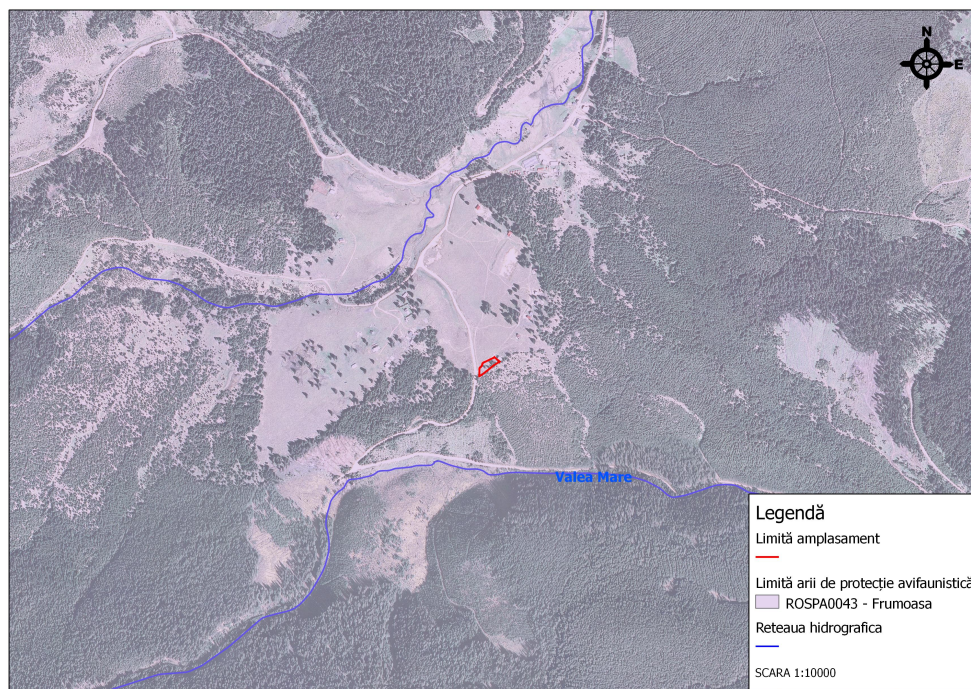 N
E
Valea Mare
Legendă
Limită amplasament
Limită arii de protecție avifaunistică
ROSPA0043 - Frumoasa
Reteaua hidrografica
SCARA 1:10000